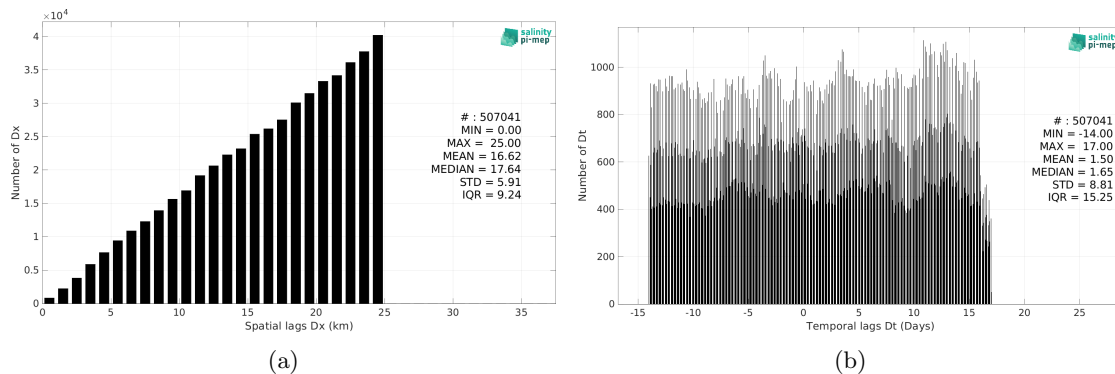 ×10⁴
4
3.5
3
2.5
2
1.5
1
0.5
0
Number of Dx
salinity
pi-mep
# : 507041
MIN = 0.00
MAX = 25.00
MEAN = 16.62
MEDIAN = 17.64
STD = 5.91
IQR = 9.24
0 5 10 15 20 25 30 35
Spatial lags Dx (km)
(a)
1000
800
600
400
200
0
Number of Dt
salinity
pi-mep
# : 507041
MIN = -14.00
MAX = 17.00
MEAN = 1.50
MEDIAN = 1.65
STD = 8.81
IQR = 15.25
-15 -10 -5 0 5 10 15 20 25
Temporal lags Dt (Days)
(b)